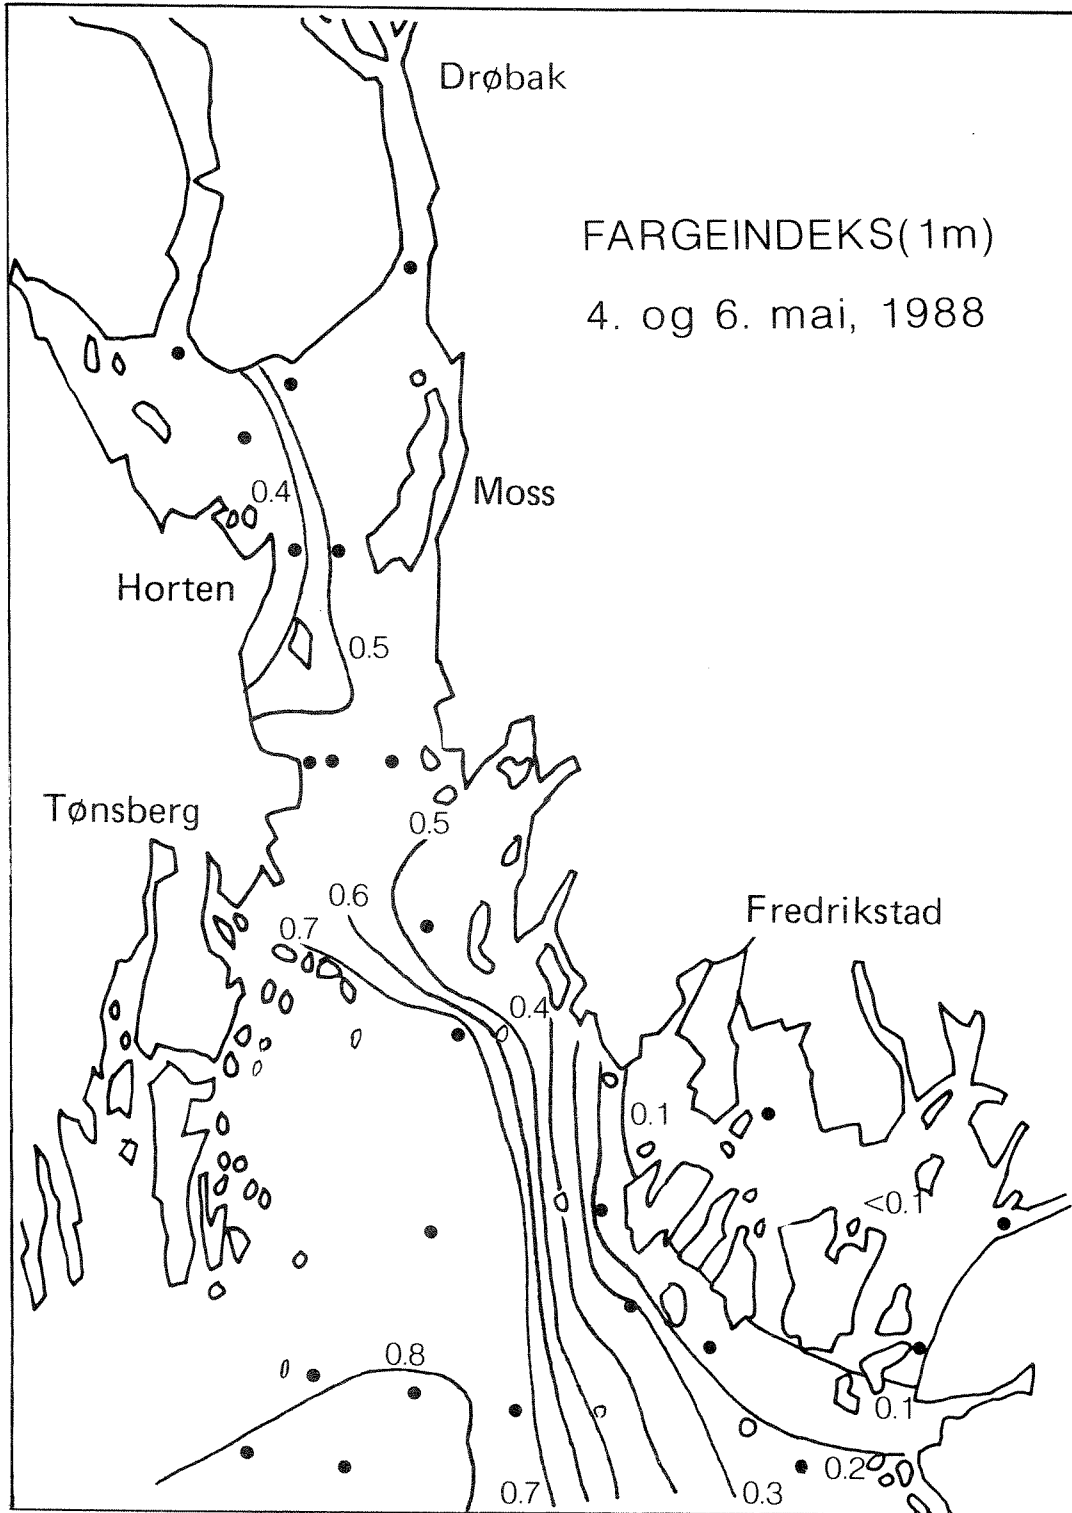 Drøbak
FARGEINDEKS(1m)
4. og 6. mai, 1988
0.4
Moss
Horten
0.5
Tønsberg
0.5
0.6
0.7
Fredrikstad
0.4
0.1
<0.1
0.8
0.1
0.2
0.7
0.3